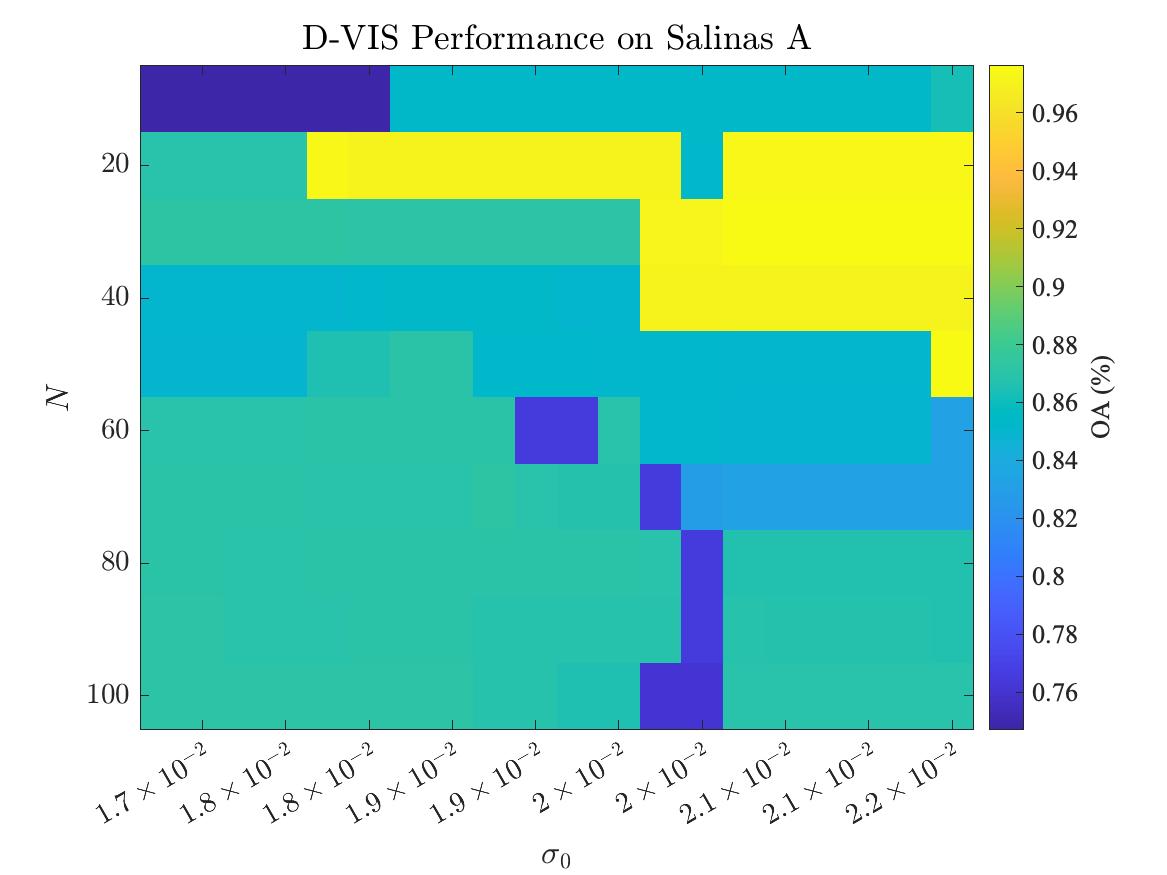 D-VIS Performance on Salinas A
20
40
60
80
100
N
1.7 × 10⁻²
1.8 × 10⁻²
1.8 × 10⁻²
1.9 × 10⁻²
1.9 × 10⁻²
2 × 10⁻²
2 × 10⁻²
2.1 × 10⁻²
2.1 × 10⁻²
2.2 × 10⁻²
σ₀
0.96
0.94
0.92
0.9
0.88
0.86
0.84
0.82
0.8
0.78
0.76
OA (%)